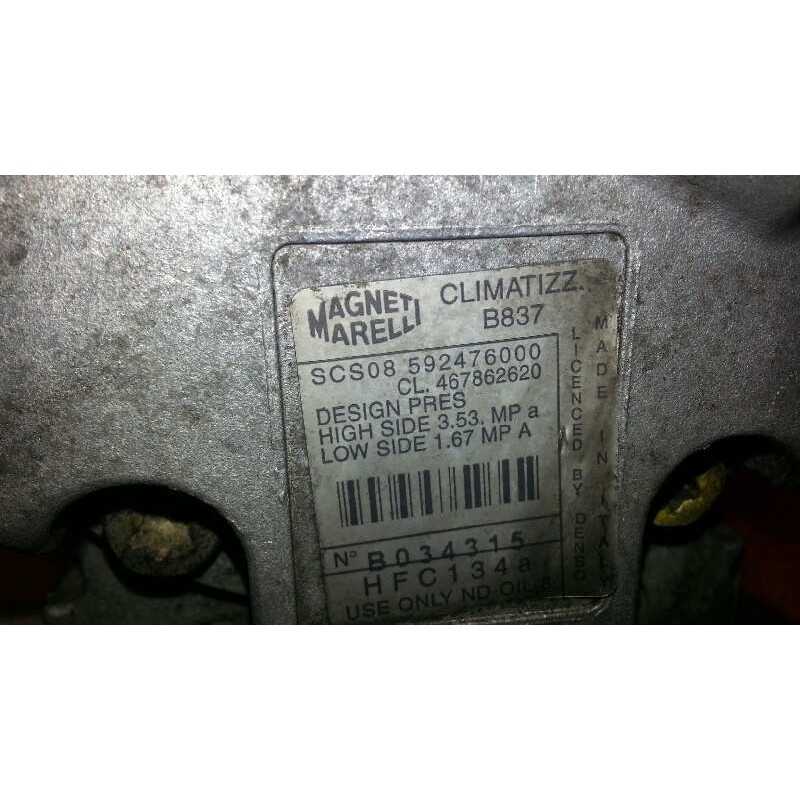 MAGNETI
MARELLI
CLIMATIZZ.
B837
SCS08 592476000
CL. 467862620
DESIGN PRES
HIGH SIDE 3.53. MP a
LOW SIDE 1.67 MP A
N° B034315
HFC134a
USE ONLY ND-OIL 8
LICENCED BY DENSO
MADE IN ITALY